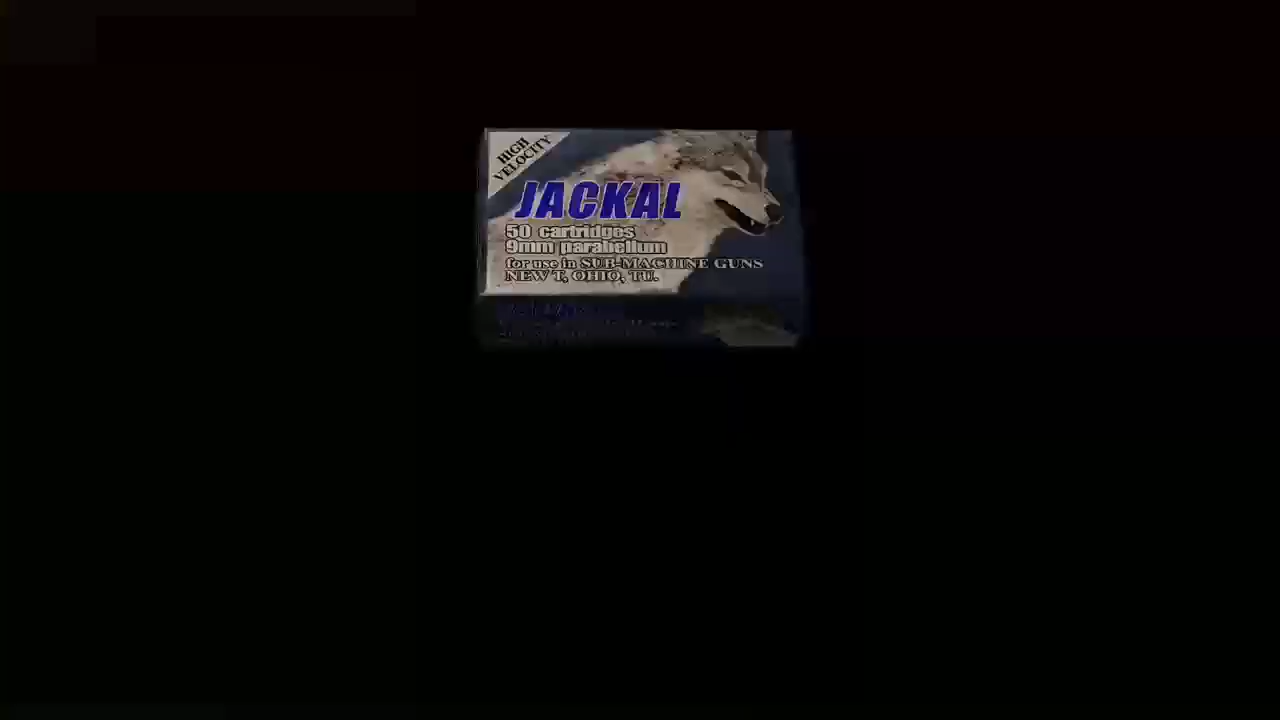 HIGH
VELOCITY
JACKAL
50 cartridges
9mm parabellum
for use in SUB-MACHINE GUNS
NEW T, OHIO, TU.